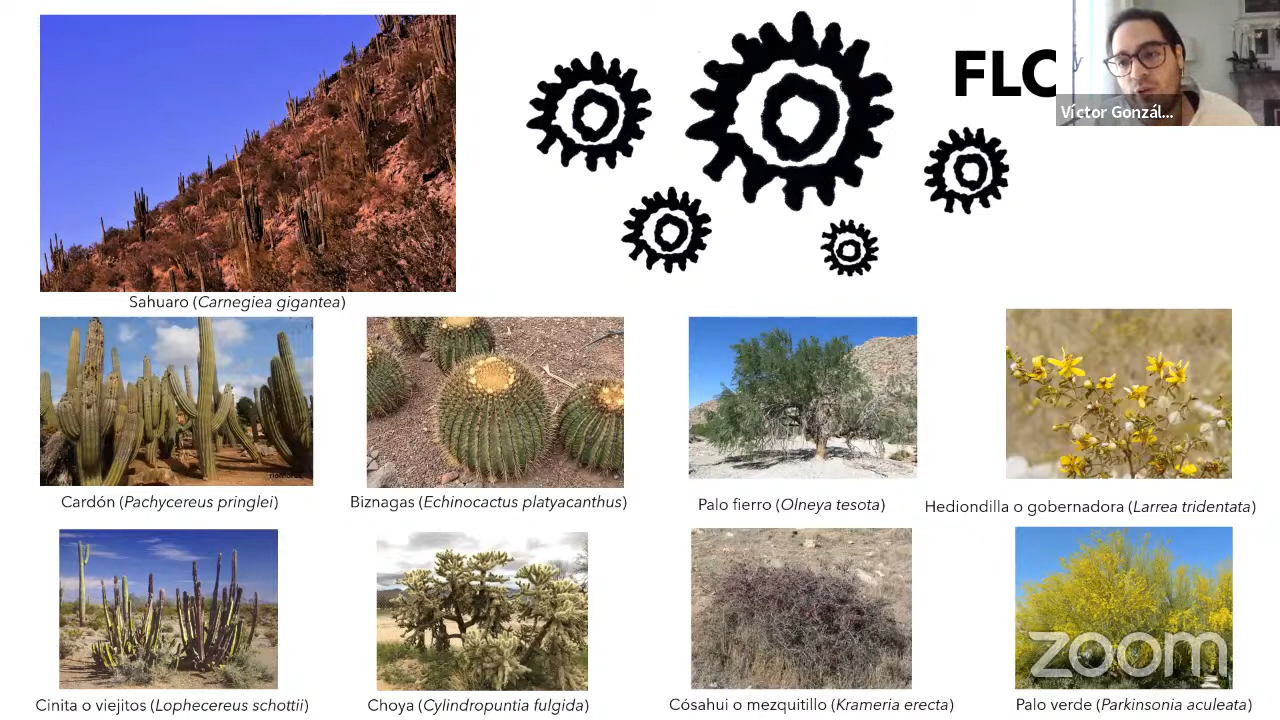 FLO
Víctor Gonzál...
Sahuaro (Carnegiea gigantea)
Cardón (Pachycereus pringlei)
Biznagas (Echinocactus platyacanthus)
Palo fierro (Olneya tesota)
Hediondilla o gobernadora (Larrea tridentata)
Cinita o viejitos (Lophecereus schottii)
Choya (Cylindropuntia fulgida)
Cósahui o mezquitillo (Krameria erecta)
Palo verde (Parkinsonia aculeata)
zoom